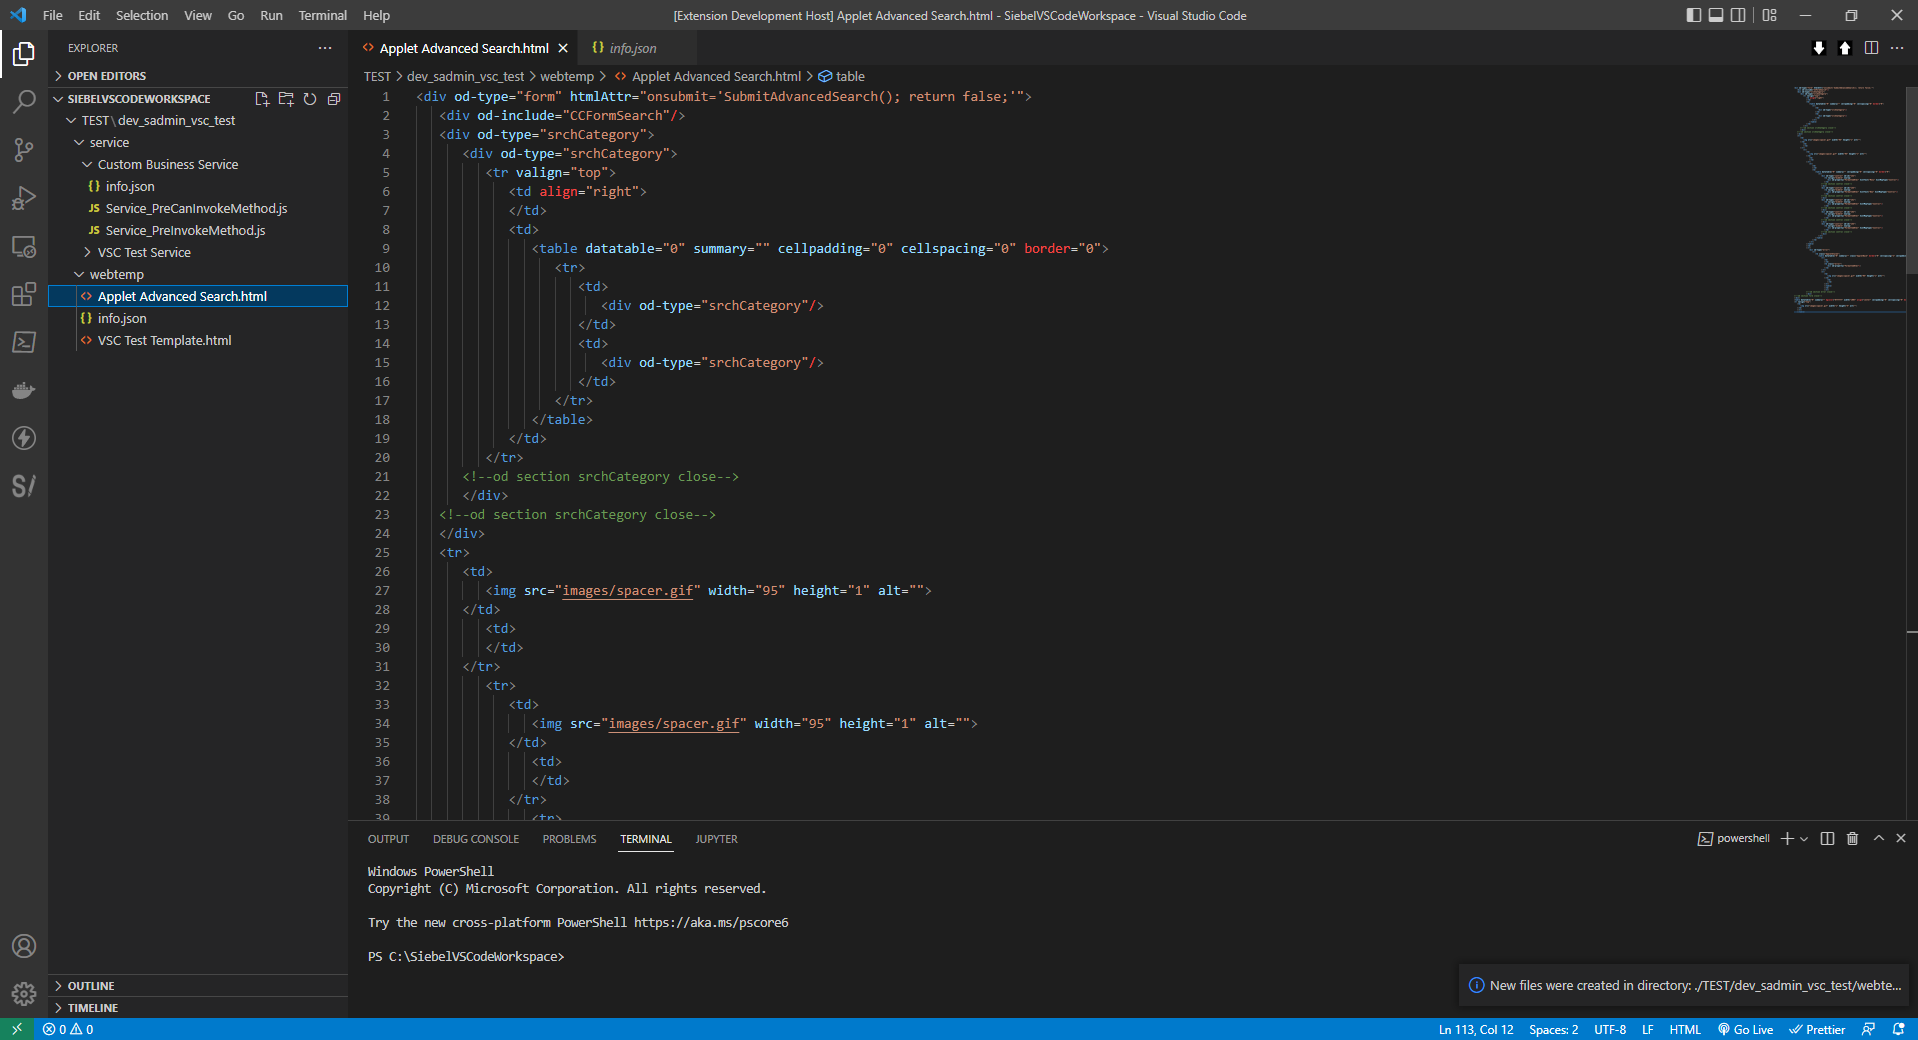 File Edit Selection View Go Run Terminal Help
[Extension Development Host] Applet Advanced Search.html - SiebelVSCodeWorkspace - Visual Studio Code
EXPLORER
OPEN EDITORS
SIEBELVSCODEWORKSPACE
TEST\dev_sadmin_vsc_test
service
Custom Business Service
{} info.json
JS Service_PreCanInvokeMethod.js
JS Service_PreInvokeMethod.js
VSC Test Service
webtemp
<> Applet Advanced Search.html
{} info.json
<> VSC Test Template.html
OUTLINE
TIMELINE
S/
<> Applet Advanced Search.html
{} info.json
TEST > dev_sadmin_vsc_test > webtemp > <> Applet Advanced Search.html > table
1 <div od-type="form" htmlAttr="onsubmit='SubmitAdvancedSearch(); return false;'">
2 <div od-include="CCFormSearch"/>
3 <div od-type="srchCategory">
4 <div od-type="srchCategory">
5 <tr valign="top">
6 <td align="right">
7 </td>
8 <td>
9 <table datatable="0" summary="" cellpadding="0" cellspacing="0" border="0">
10 <tr>
11 <td>
12 <div od-type="srchCategory"/>
13 </td>
14 <td>
15 <div od-type="srchCategory"/>
16 </td>
17 </tr>
18 </table>
19 </td>
20 </tr>
21 <!--od section srchCategory close-->
22 </div>
23 <!--od section srchCategory close-->
24 </div>
25 <tr>
26 <td>
27 <img src="images/spacer.gif" width="95" height="1" alt="">
28 </td>
29 <td>
30 </td>
31 </tr>
32 <tr>
33 <td>
34 <img src="images/spacer.gif" width="95" height="1" alt="">
35 </td>
36 <td>
37 </td>
38 </tr>
39 <tr>
OUTPUT DEBUG CONSOLE PROBLEMS TERMINAL JUPYTER
powershell
Windows PowerShell
Copyright (C) Microsoft Corporation. All rights reserved.
Try the new cross-platform PowerShell https://aka.ms/pscore6
PS C:\SiebelVSCodeWorkspace>
New files were created in directory: ./TEST/dev_sadmin_vsc_test/webte...
0 0
Ln 113, Col 12 Spaces: 2 UTF-8 LF HTML Go Live Prettier